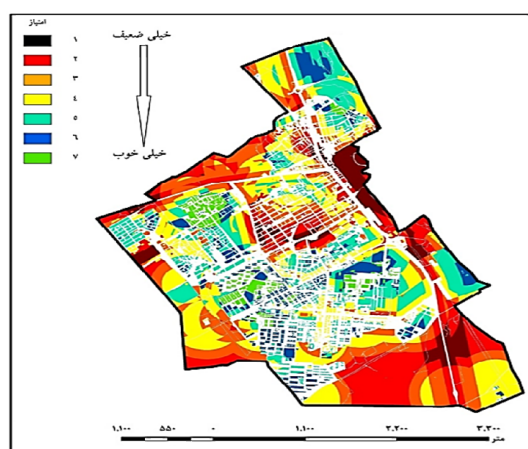 امتیاز
۱
۲
۳
۴
۵
۶
۷
خیلی ضعیف
خیلی خوب
۱,۱۰۰ ۵۵۰ ۰ ۱,۱۰۰ ۲,۲۰۰ ۳,۳۰۰
متر